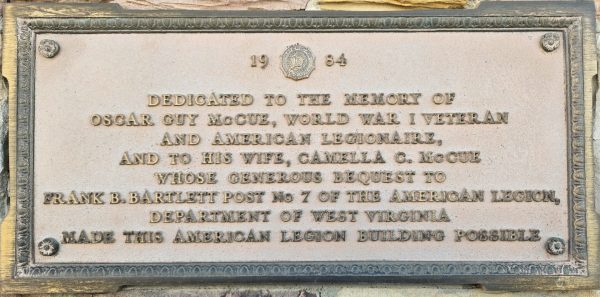 19 84
DEDICATED TO THE MEMORY OF
OSCAR GUY McCUE, WORLD WAR I VETERAN
AND AMERICAN LEGIONAIRE,
AND TO HIS WIFE, CAMELLA C. McCUE
WHOSE GENEROUS BEQUEST TO
FRANK B. BARTLETT POST No 7 OF THE AMERICAN LEGION,
DEPARTMENT OF WEST VIRGINIA
MADE THIS AMERICAN LEGION BUILDING POSSIBLE